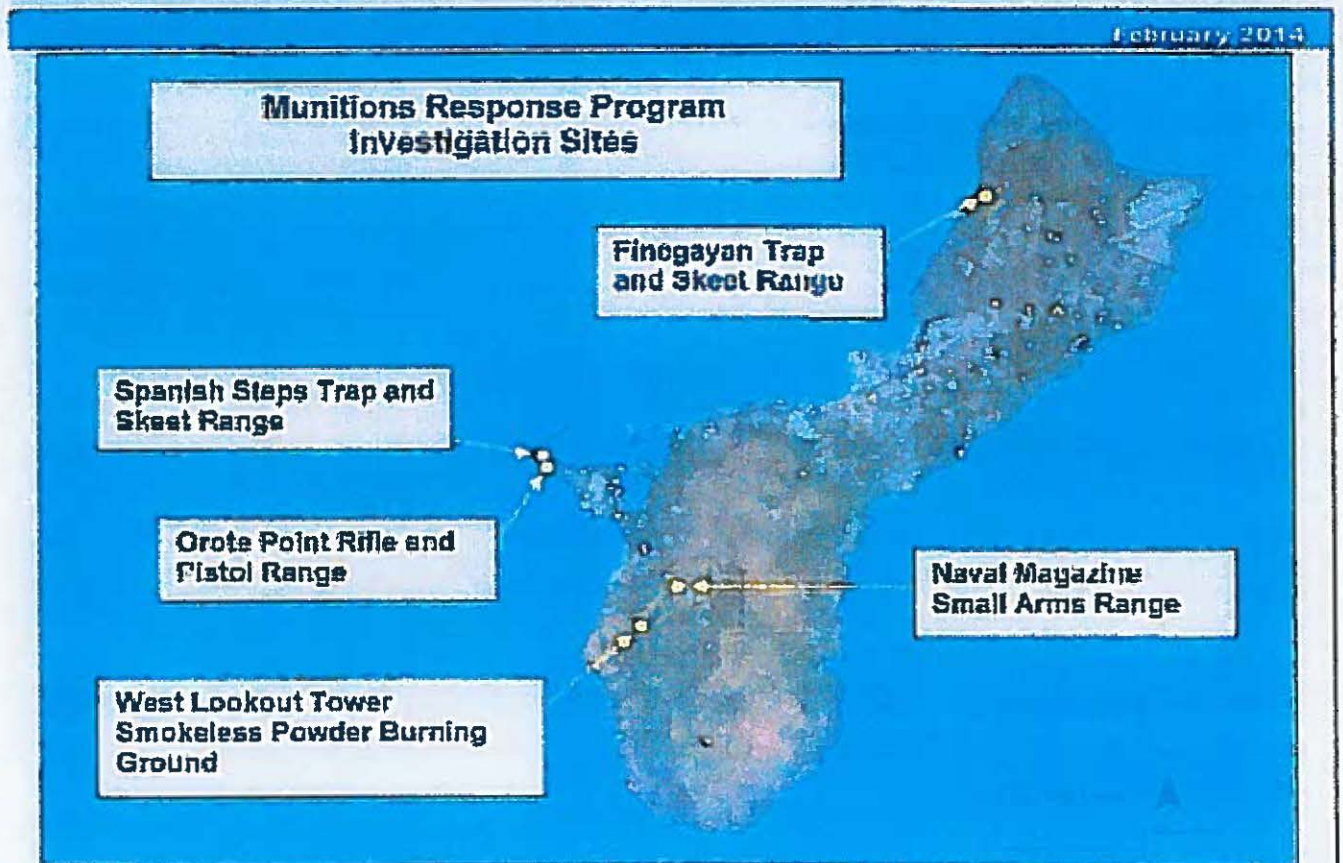 February 2014
Munitions Response Program
Investigation Sites
Finegayan Trap
and Skeet Range
Spanish Steps Trap and
Skeet Range
Orote Point Rifle and
Pistol Range
Naval Magazine
Small Arms Range
West Lookout Tower
Smokeless Powder Burning
Ground